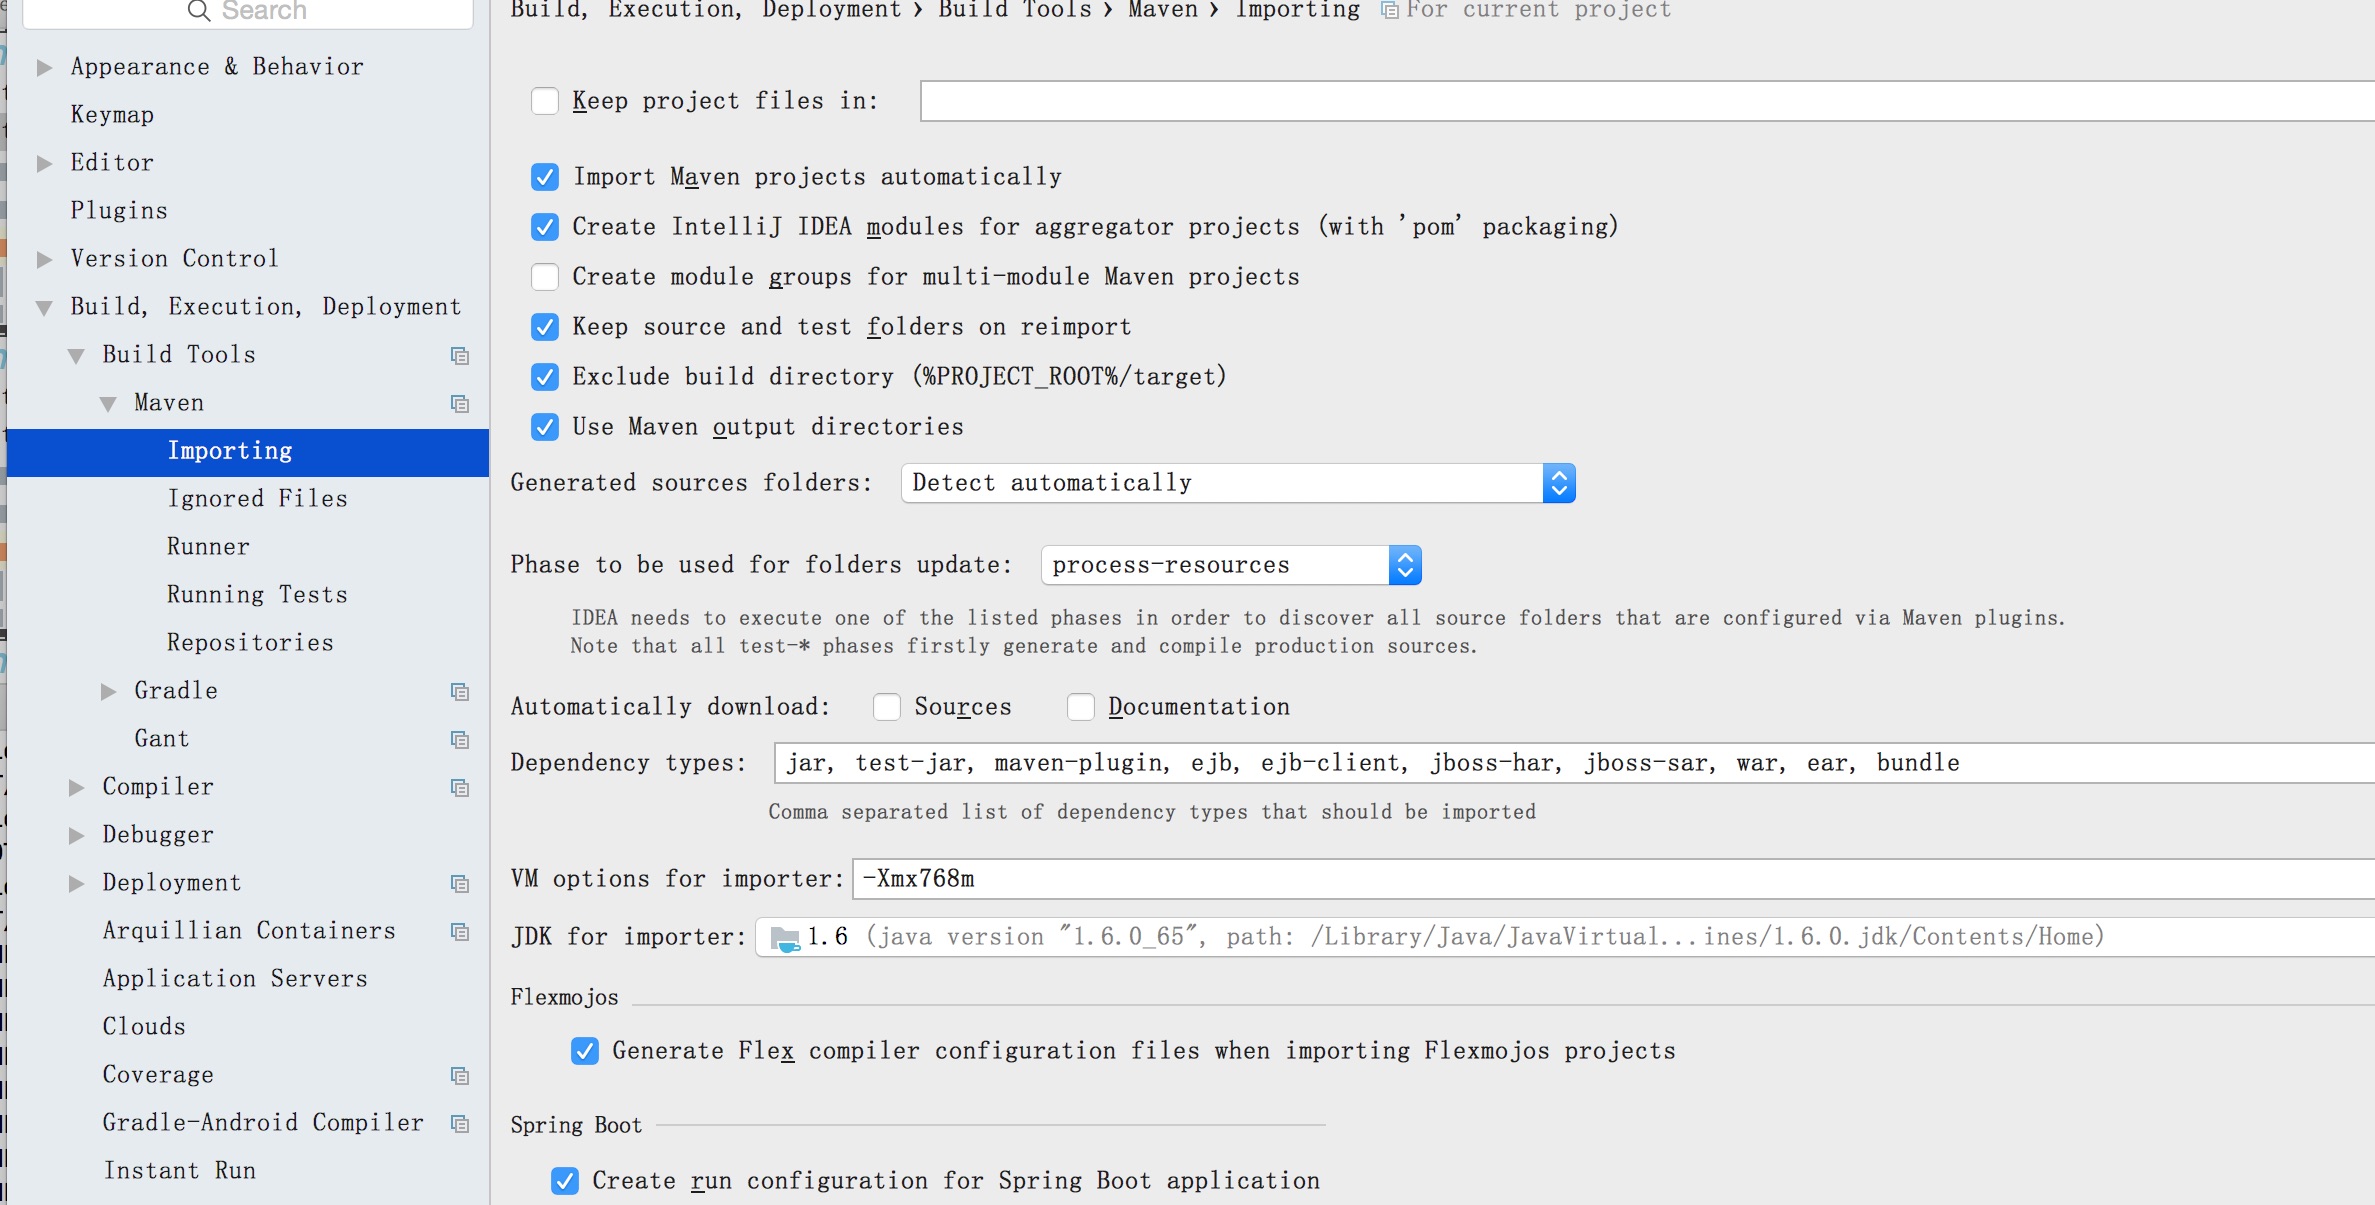 Search
Appearance & Behavior
Keymap
Editor
Plugins
Version Control
Build, Execution, Deployment
Build Tools
Maven
Importing
Ignored Files
Runner
Running Tests
Repositories
Gradle
Gant
Compiler
Debugger
Deployment
Arquillian Containers
Application Servers
Clouds
Coverage
Gradle-Android Compiler
Instant Run
Build, Execution, Deployment › Build Tools › Maven › Importing For current project
Keep project files in:
Import Maven projects automatically
Create IntelliJ IDEA modules for aggregator projects (with 'pom' packaging)
Create module groups for multi-module Maven projects
Keep source and test folders on reimport
Exclude build directory (%PROJECT_ROOT%/target)
Use Maven output directories
Generated sources folders: Detect automatically
Phase to be used for folders update: process-resources
IDEA needs to execute one of the listed phases in order to discover all source folders that are configured via Maven plugins.
Note that all test-* phases firstly generate and compile production sources.
Automatically download: Sources Documentation
Dependency types: jar, test-jar, maven-plugin, ejb, ejb-client, jboss-har, jboss-sar, war, ear, bundle
Comma separated list of dependency types that should be imported
VM options for importer: -Xmx768m
JDK for importer: 1.6 (java version "1.6.0_65", path: /Library/Java/JavaVirtual...ines/1.6.0.jdk/Contents/Home)
Flexmojos
Generate Flex compiler configuration files when importing Flexmojos projects
Spring Boot
Create run configuration for Spring Boot application